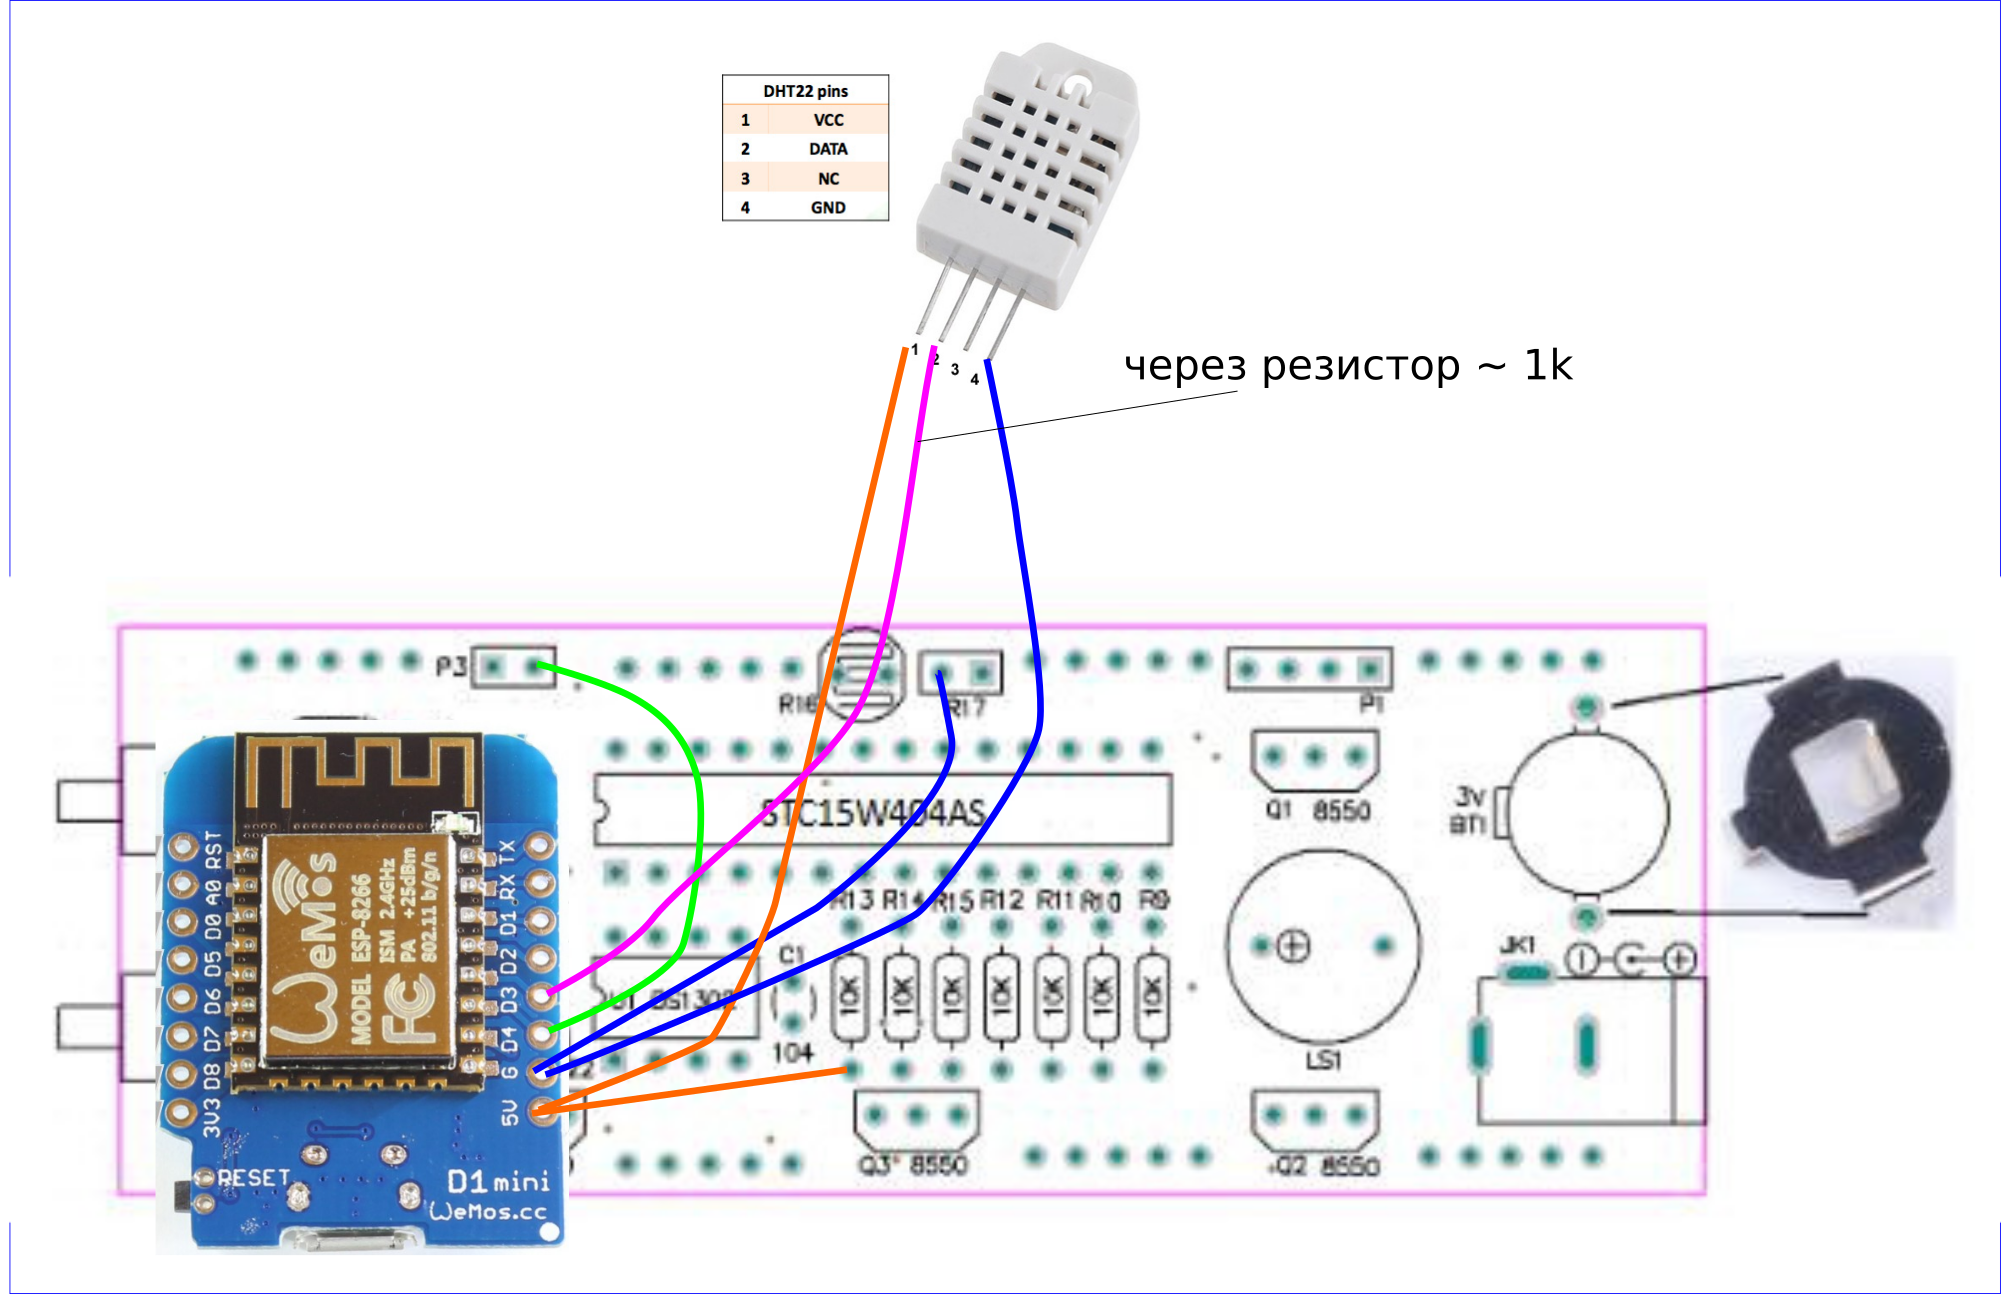 DHT22 pins
1 VCC
2 DATA
3 NC
4 GND
1
2
3
4
через резистор ~ 1k
P3
R16
R17
P1
STC15W404AS
Q1 8550
3V
BT1
R13 R14 R15 R12 R11 R10 R9
C1
U1 DS1302
104
10K 10K 10K 10K 10K 10K 10K
LS1
JK1
Q3 8550
Q2 8550
RST
A0
D0
D5
D6
D7
D8
3V3
TX
RX
D1
D2
D3
D4
G
5V
WeMos
MODEL ESP-8266
ISM 2.4GHz
PA +25dBm
802.11 b/g/n
FC
RESET
D1 mini
WeMos.cc